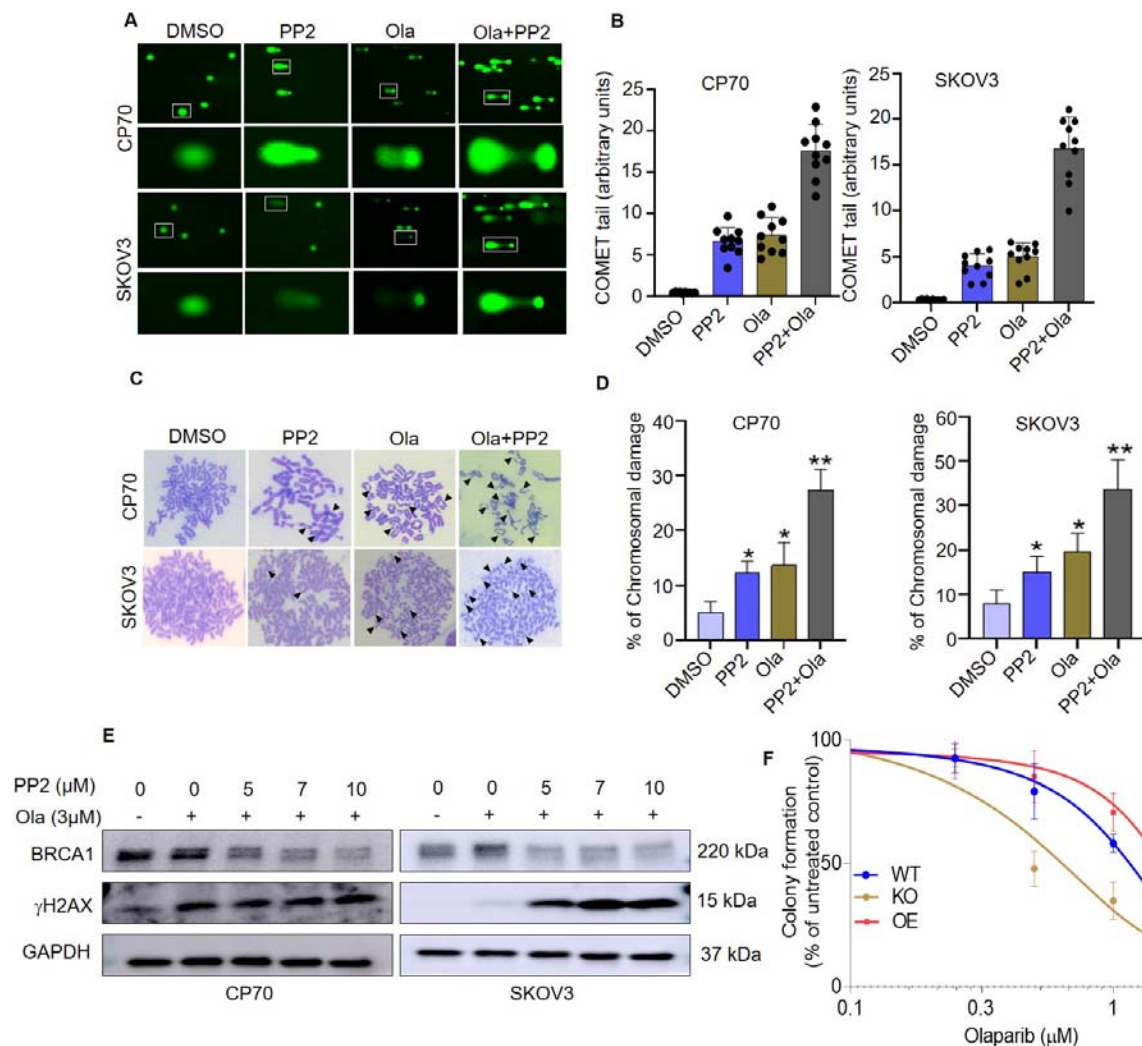 A
DMSO PP2 Ola Ola+PP2
CP70
SKOV3
B
CP70
COMET tail (arbitrary units)
25
20
15
10
5
0
DMSO PP2 Ola PP2+Ola
SKOV3
COMET tail (arbitrary units)
25
20
15
10
5
0
DMSO PP2 Ola PP2+Ola
C
DMSO PP2 Ola Ola+PP2
CP70
SKOV3
D
CP70
% of Chromosomal damage
40
30
20
10
0
* * **
DMSO PP2 Ola PP2+Ola
SKOV3
% of Chromosomal damage
60
50
30
20
10
0
* * **
DMSO PP2 Ola PP2+Ola
E
PP2 (μM) 0 0 5 7 10 0 0 5 7 10
Ola (3μM) - + + + + - + + + +
BRCA1 220 kDa
γH2AX 15 kDa
GAPDH 37 kDa
CP70 SKOV3
F
Colony formation
(% of untreated control)
100
50
0
WT
KO
OE
0.1 0.3 1
Olaparib (μM)